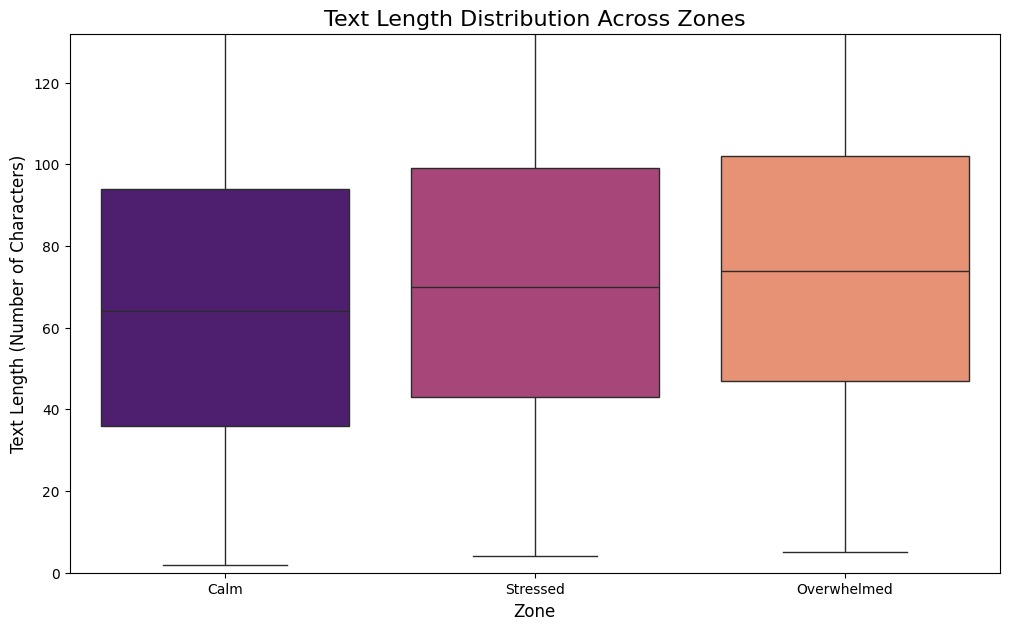 Text Length Distribution Across Zones
Text Length (Number of Characters)
120
100
80
60
40
20
0
Calm Stressed Overwhelmed
Zone